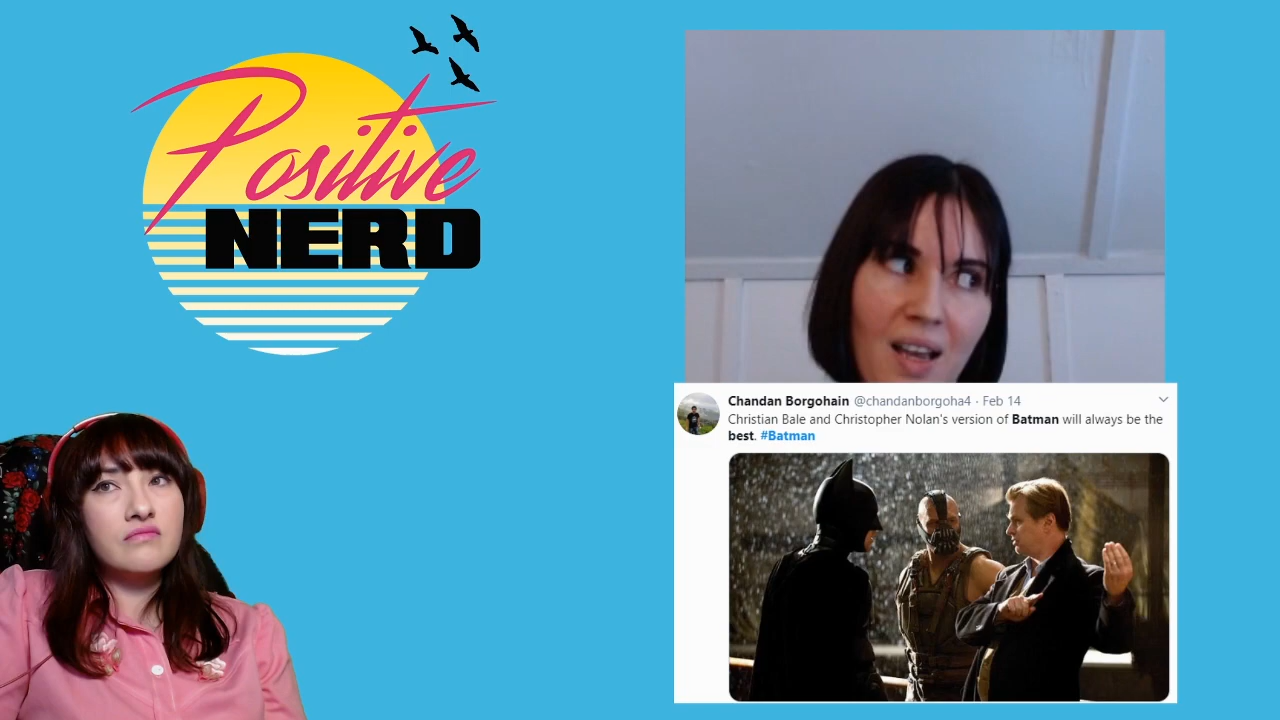 Positive
NERD
Chandan Borgohain @chandanborgoha4 · Feb 14
Christian Bale and Christopher Nolan's version of Batman will always be the
best. #Batman